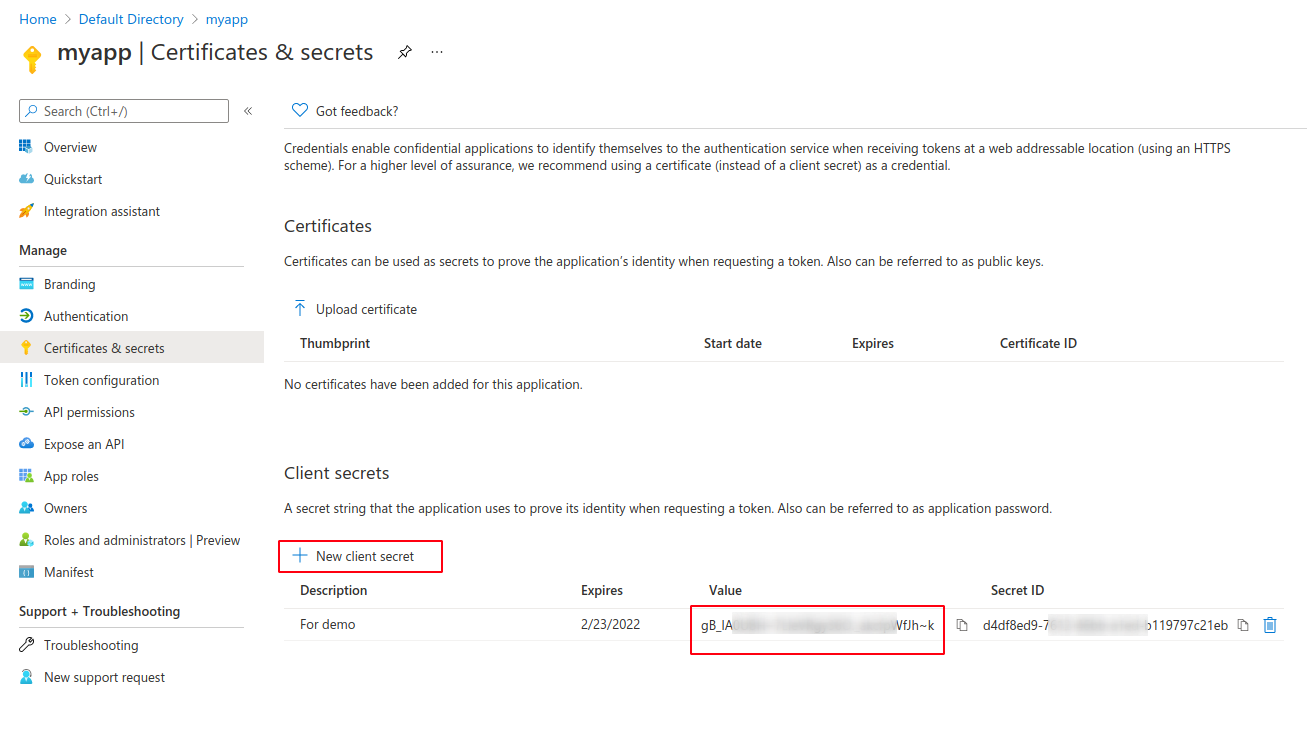 Home > Default Directory > myapp
myapp | Certificates & secrets
Search (Ctrl+/)
Overview
Quickstart
Integration assistant
Manage
Branding
Authentication
Certificates & secrets
Token configuration
API permissions
Expose an API
App roles
Owners
Roles and administrators | Preview
Manifest
Support + Troubleshooting
Troubleshooting
New support request
Got feedback?
Credentials enable confidential applications to identify themselves to the authentication service when receiving tokens at a web addressable location (using an HTTPS
scheme). For a higher level of assurance, we recommend using a certificate (instead of a client secret) as a credential.
Certificates
Certificates can be used as secrets to prove the application's identity when requesting a token. Also can be referred to as public keys.
Upload certificate
Thumbprint Start date Expires Certificate ID
No certificates have been added for this application.
Client secrets
A secret string that the application uses to prove its identity when requesting a token. Also can be referred to as application password.
New client secret
Description Expires Value Secret ID
For demo 2/23/2022 gB_IA WfJh~k d4df8ed9-7 b119797c21eb